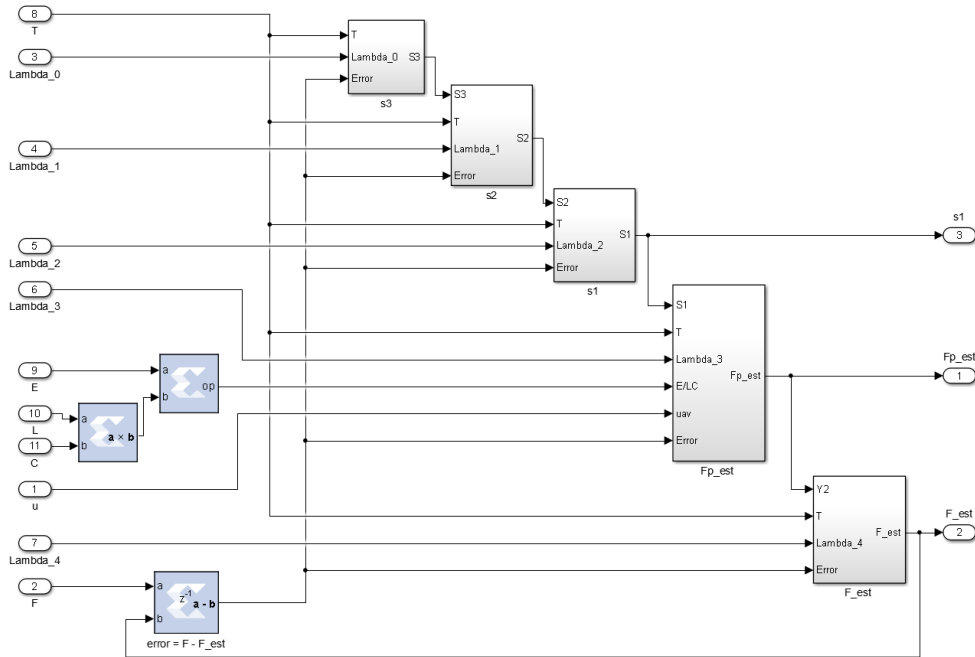 8
T
T
3
Lambda_0
Lambda_0
S3
Error
s3
S3
T
S2
4
Lambda_1
Lambda_1
Error
s2
S2
T
S1
s1
3
5
Lambda_2
Lambda_2
Error
s1
6
Lambda_3
S1
T
Lambda_3
Fp_est
Fp_est
1
9
E
a
b
op
E/LC
10
L
a
a × b
uav
11
C
b
Error
Fp_est
1
u
Y2
T
F_est
F_est
2
7
Lambda_4
Lambda_4
Error
F_est
2
F
a
z-1
a - b
b
error = F - F_est